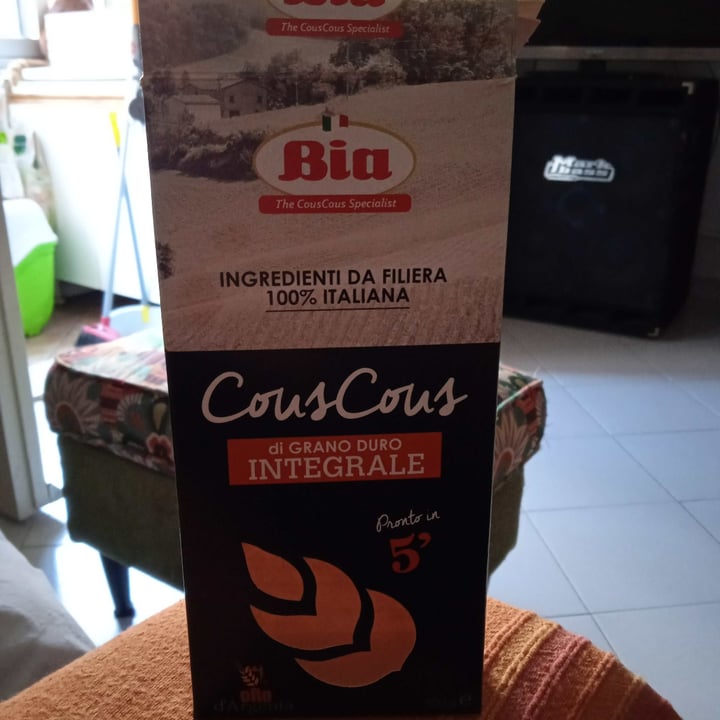 Bia
The CousCous Specialist
Bia
The CousCous Specialist
Mark
bass
INGREDIENTI DA FILIERA
100% ITALIANA
CousCous
di GRANO DURO
INTEGRALE
Pronto in
5'